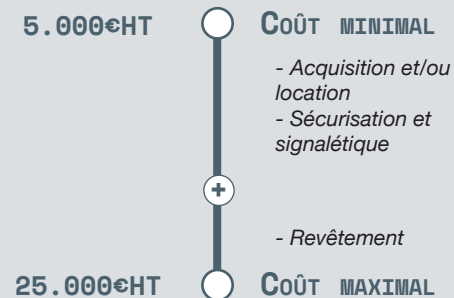 5.000€HT
COÛT MINIMAL
- Acquisition et/ou
location
- Sécurisation et
signalétique
+
- Revêtement
25.000€HT
COÛT MAXIMAL